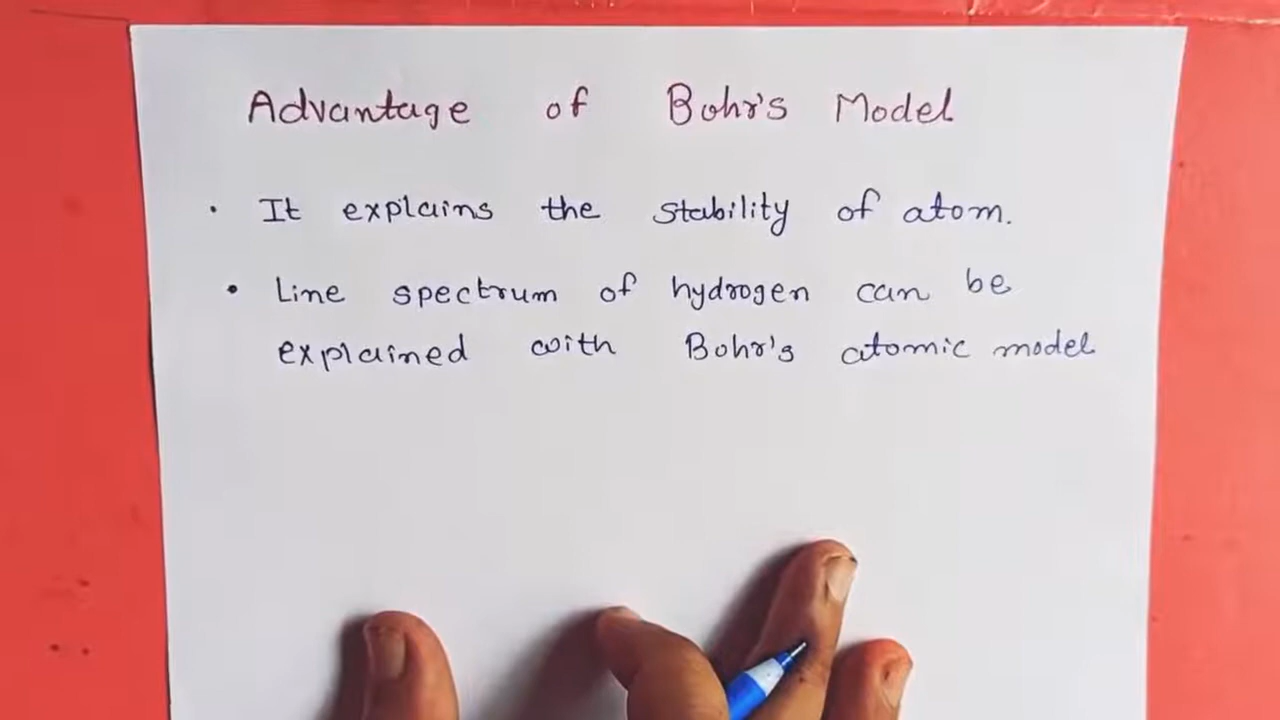 Advantage of Bohr's Model
• It explains the stability of atom.
• Line spectrum of hydrogen can be
explained with Bohr's atomic model